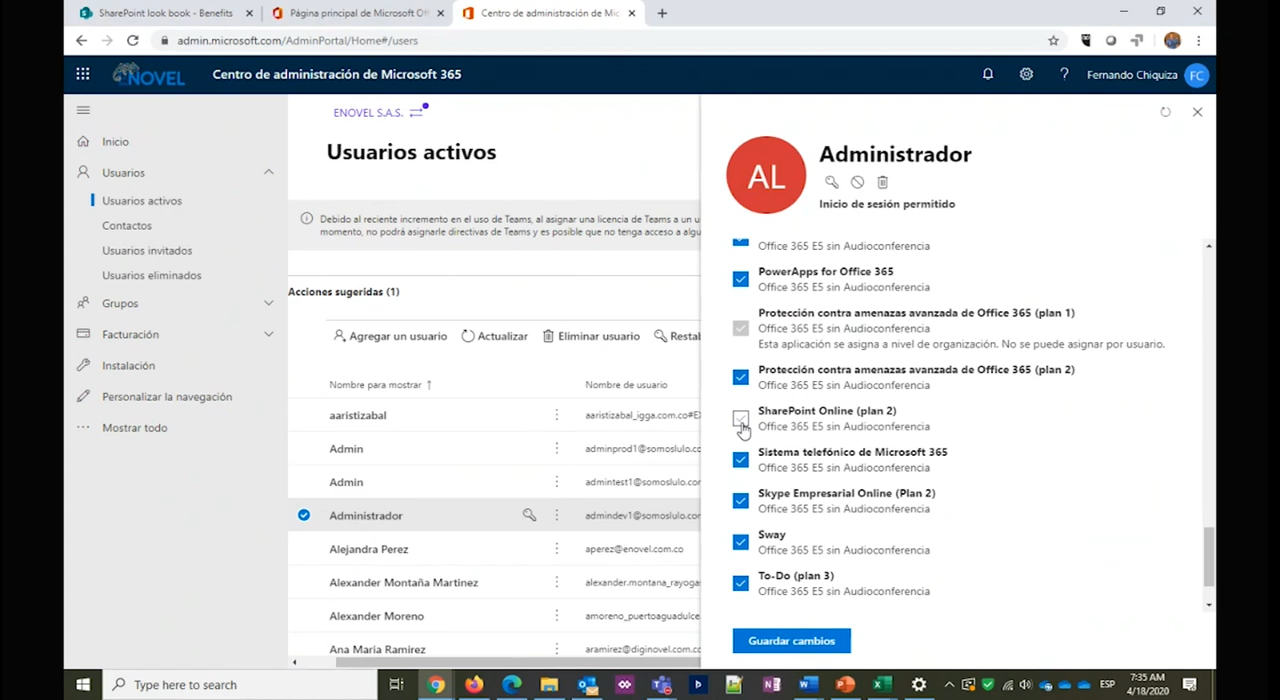 SharePoint look book - Benefits
Página principal de Microsoft Of
Centro de administración de Mic
admin.microsoft.com/AdminPortal/Home#/users
ENOVEL
Centro de administración de Microsoft 365
Fernando Chiquiza
FC
Inicio
Usuarios
Usuarios activos
Contactos
Usuarios invitados
Usuarios eliminados
Grupos
Facturación
Instalación
Personalizar la navegación
Mostrar todo
ENOVEL S.A.S.
Usuarios activos
Debido al reciente incremento en el uso de Teams, al asignar una licencia de Teams a un u
momento, no podrá asignarle directivas de Teams y es posible que no tenga acceso a algu
Acciones sugeridas (1)
Agregar un usuario
Actualizar
Eliminar usuario
Restab
Nombre para mostrar ↑
Nombre de usuario
aaristizabal
aaristizabal_igga.com.co#EX
Admin
adminprod1@somoslulo.co
Admin
admintest1@somoslulo.co
Administrador
admindev1@somoslulo.co
Alejandra Perez
aperez@enovel.com.co
Alexander Montaña Martinez
alexander.montana_rayogas
Alexander Moreno
amoreno_puertoaguadulce
Ana Maria Ramirez
aramirez@diginovel.com.co
AL
Administrador
Inicio de sesión permitido
Office 365 E5 sin Audioconferencia
PowerApps for Office 365
Office 365 E5 sin Audioconferencia
Protección contra amenazas avanzada de Office 365 (plan 1)
Office 365 E5 sin Audioconferencia
Esta aplicación se asigna a nivel de organización. No se puede asignar por usuario.
Protección contra amenazas avanzada de Office 365 (plan 2)
Office 365 E5 sin Audioconferencia
SharePoint Online (plan 2)
Office 365 E5 sin Audioconferencia
Sistema telefónico de Microsoft 365
Office 365 E5 sin Audioconferencia
Skype Empresarial Online (Plan 2)
Office 365 E5 sin Audioconferencia
Sway
Office 365 E5 sin Audioconferencia
To-Do (plan 3)
Office 365 E5 sin Audioconferencia
Guardar cambios
Type here to search
ESP
7:35 AM
4/18/2020